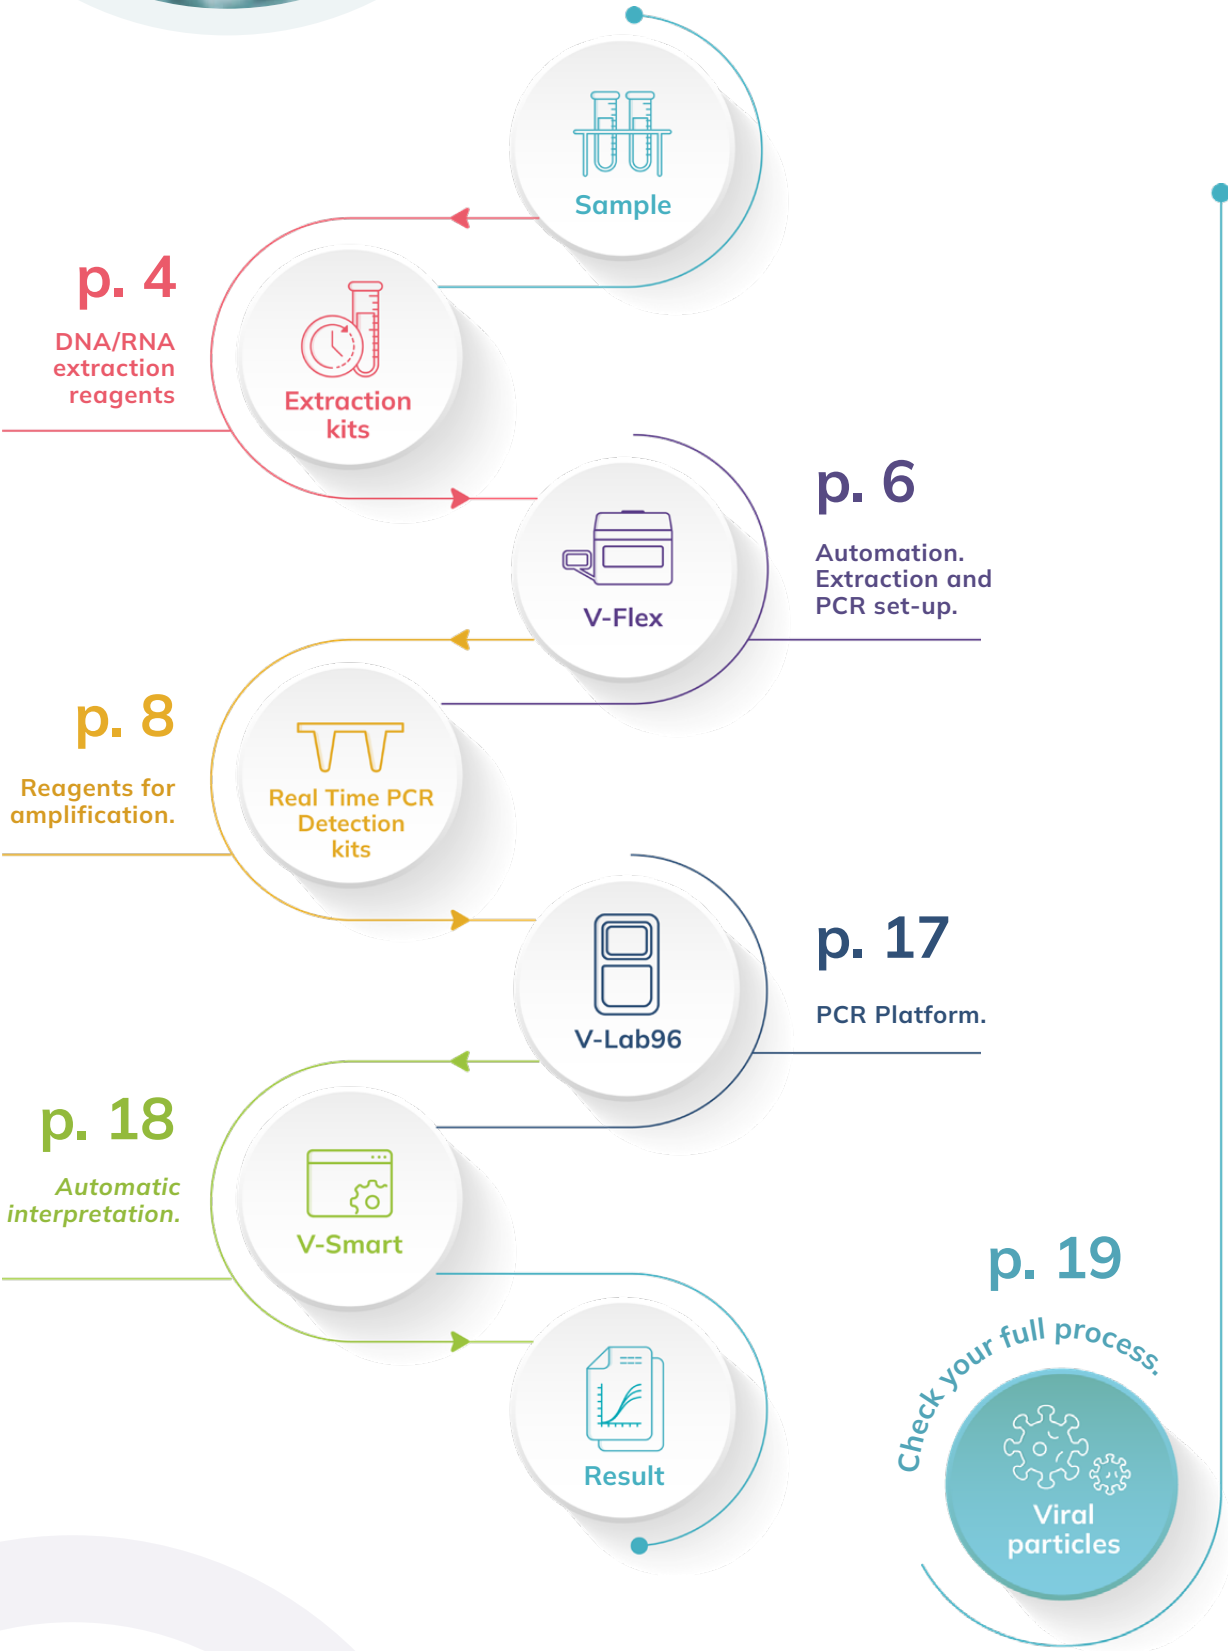 Sample
p. 4
DNA/RNA
extraction
reagents
Extraction
kits
p. 6
Automation.
Extraction and
PCR set-up.
V-Flex
p. 8
Reagents for
amplification.
Real Time PCR
Detection
kits
p. 17
PCR Platform.
V-Lab96
p. 18
Automatic
interpretation.
V-Smart
Result
p. 19
Check your full process.
Viral
particles